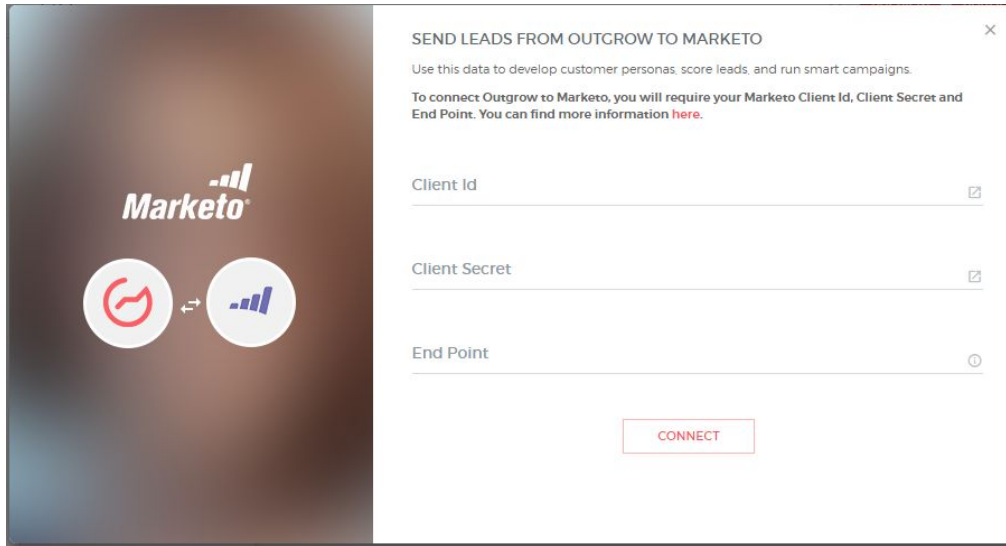 SEND LEADS FROM OUTGROW TO MARKETO
Use this data to develop customer personas, score leads, and run smart campaigns.
To connect Outgrow to Marketo, you will require your Marketo Client Id, Client Secret and
End Point. You can find more information here.
Marketo
Client Id
Client Secret
End Point
CONNECT